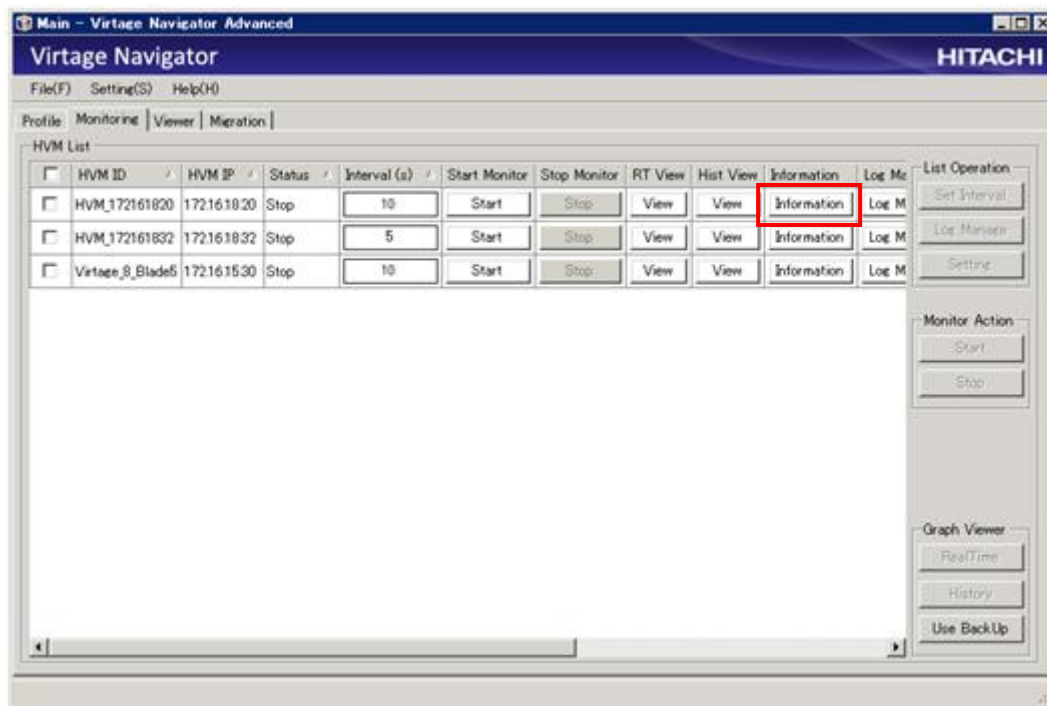 Main - Virtage Navigator Advanced
Virtage Navigator HITACHI
File(F) Setting(S) Help(H)
Profile Monitoring Viewer Migration
HVM List
HVM ID HVM IP Status Interval (s) Start Monitor Stop Monitor RT View Hist View Information Log Ma
HVM_172161820 172.16.18.20 Stop 10 Start Stop View View Information Log M
HVM_172161832 172.16.18.32 Stop 5 Start Stop View View Information Log M
Virtage_8_Blade5 172.16.15.30 Stop 10 Start Stop View View Information Log M
List Operation
Set Interval
Log Manage
Setting
Monitor Action
Start
Stop
Graph Viewer
RealTime
History
Use BackUp